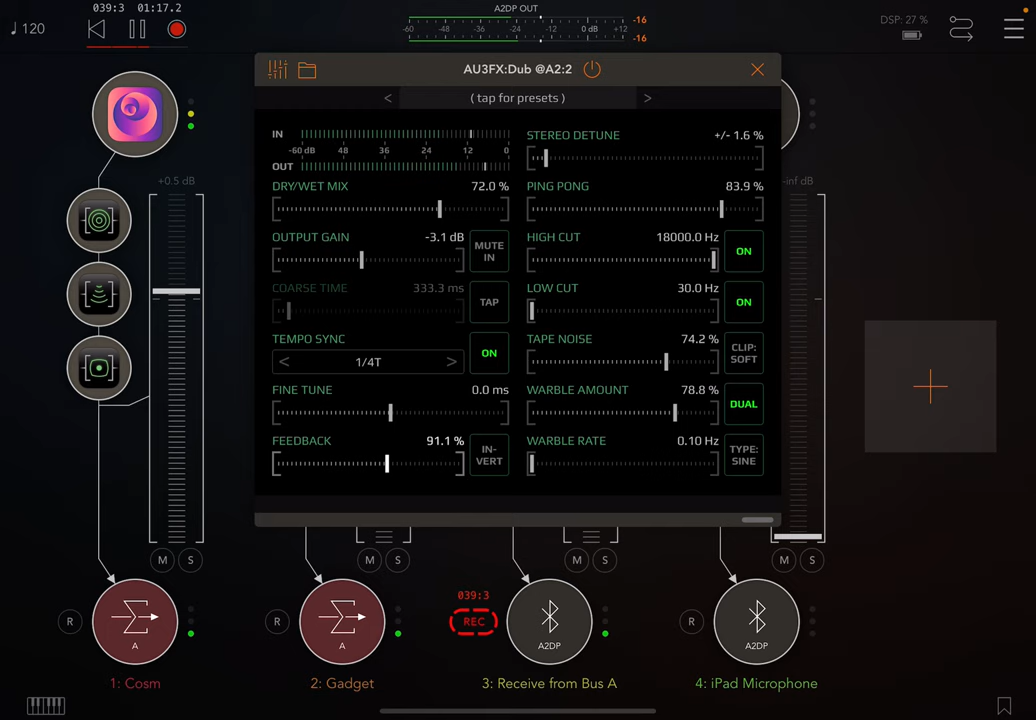 039:3 01:17.2
120
A2DP OUT
-60 -48 -36 -24 -12 0 dB 12
-16
-16
DSP: 27 %
AU3FX:Dub @A2:2
< ( tap for presets ) >
IN
-60 dB 48 36 24 12 0
OUT
STEREO DETUNE +/- 1.6 %
DRY/WET MIX 72.0 %
PING PONG 83.9 %
OUTPUT GAIN -3.1 dB
MUTE
IN
HIGH CUT 18000.0 Hz
ON
COARSE TIME 333.3 ms
TAP
LOW CUT 30.0 Hz
ON
TEMPO SYNC
< 1/4T >
ON
TAPE NOISE 74.2 %
CLIP:
SOFT
FINE TUNE 0.0 ms
WARBLE AMOUNT 78.8 %
DUAL
FEEDBACK 91.1 %
IN-
VERT
WARBLE RATE 0.10 Hz
TYPE:
SINE
+0.5 dB
-inf dB
M S
M S
M S
M S
039:3
REC
R
A
R
A
A2DP
R
A2DP
1: Cosm
2: Gadget
3: Receive from Bus A
4: iPad Microphone